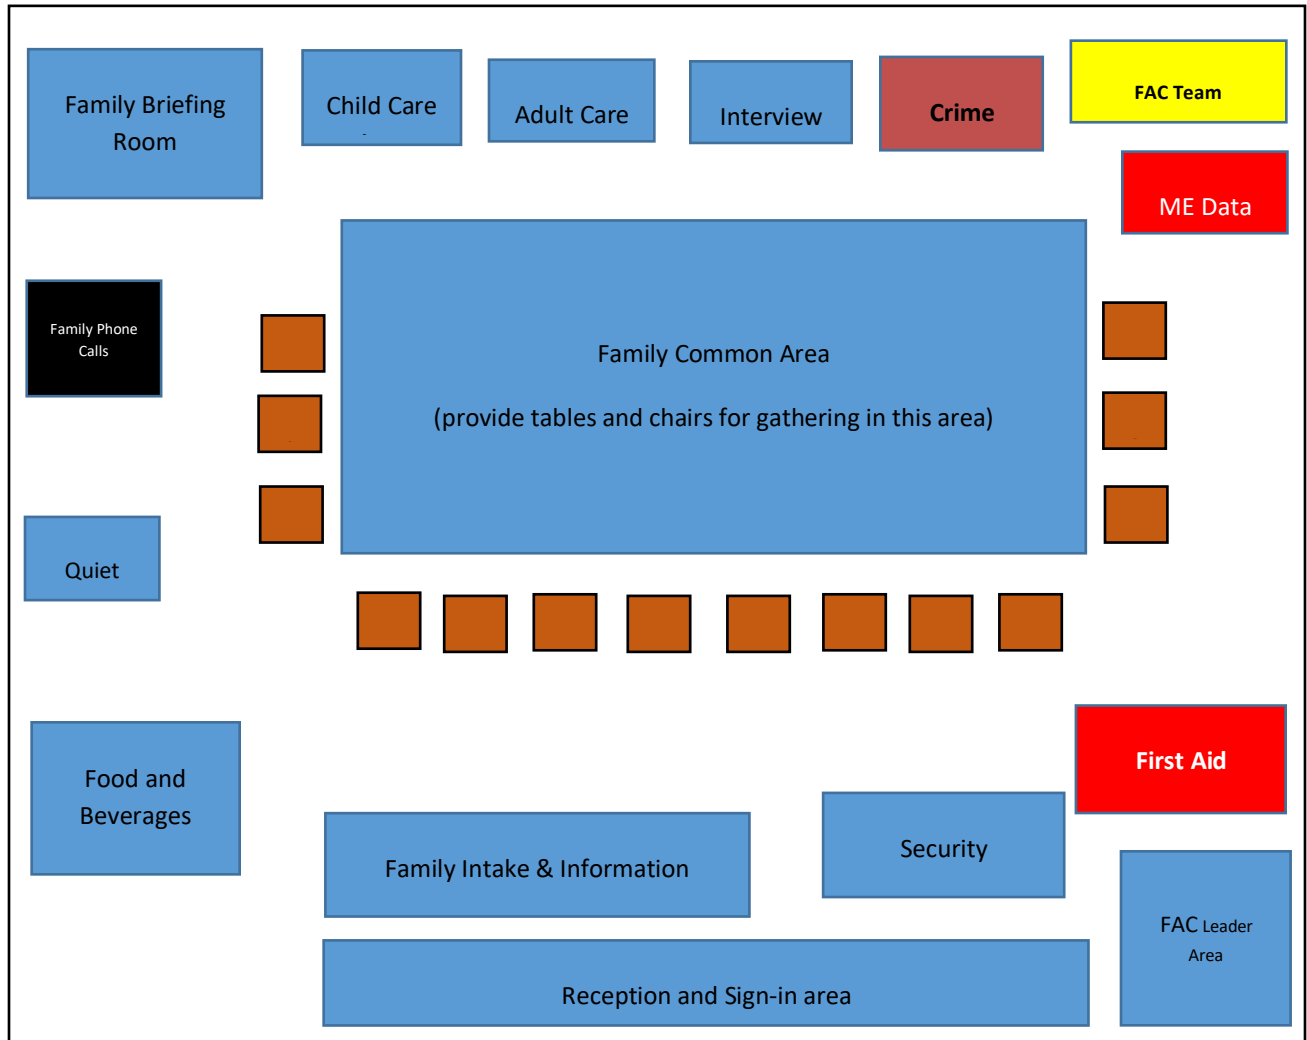 Family Briefing
Room
Child Care
Adult Care
Interview
Crime
FAC Team
ME Data
Family Phone
Calls
Family Common Area
(provide tables and chairs for gathering in this area)
Quiet
Food and
Beverages
First Aid
Security
Family Intake & Information
FAC Leader
Area
Reception and Sign-in area